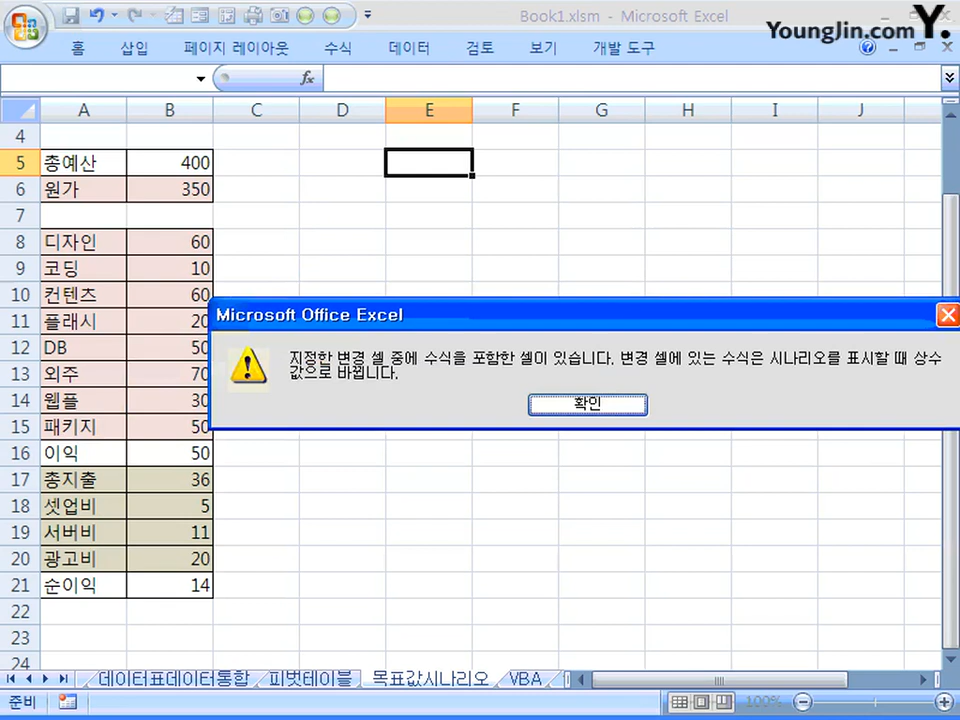 Book1.xlsm - Microsoft Excel
YoungJin.com Y.
홈 삽입 페이지 레이아웃 수식 데이터 검토 보기 개발 도구
fx
A B C D E F G H I J
4
5 총예산 400
6 원가 350
7
8 디자인 60
9 코딩 10
10 컨텐츠 60
11 플래시 20
12 DB 50
13 외주 70
14 웹플 30
15 패키지 50
16 이익 50
17 총지출 36
18 셋업비 5
19 서버비 11
20 광고비 20
21 순이익 14
22
23
24
Microsoft Office Excel
지정한 변경 셀 중에 수식을 포함한 셀이 있습니다. 변경 셀에 있는 수식은 시나리오를 표시할 때 상수
값으로 바뀝니다.
확인
데이터표데이터통합 피벗테이블 목표값시나리오 VBA
준비 100%